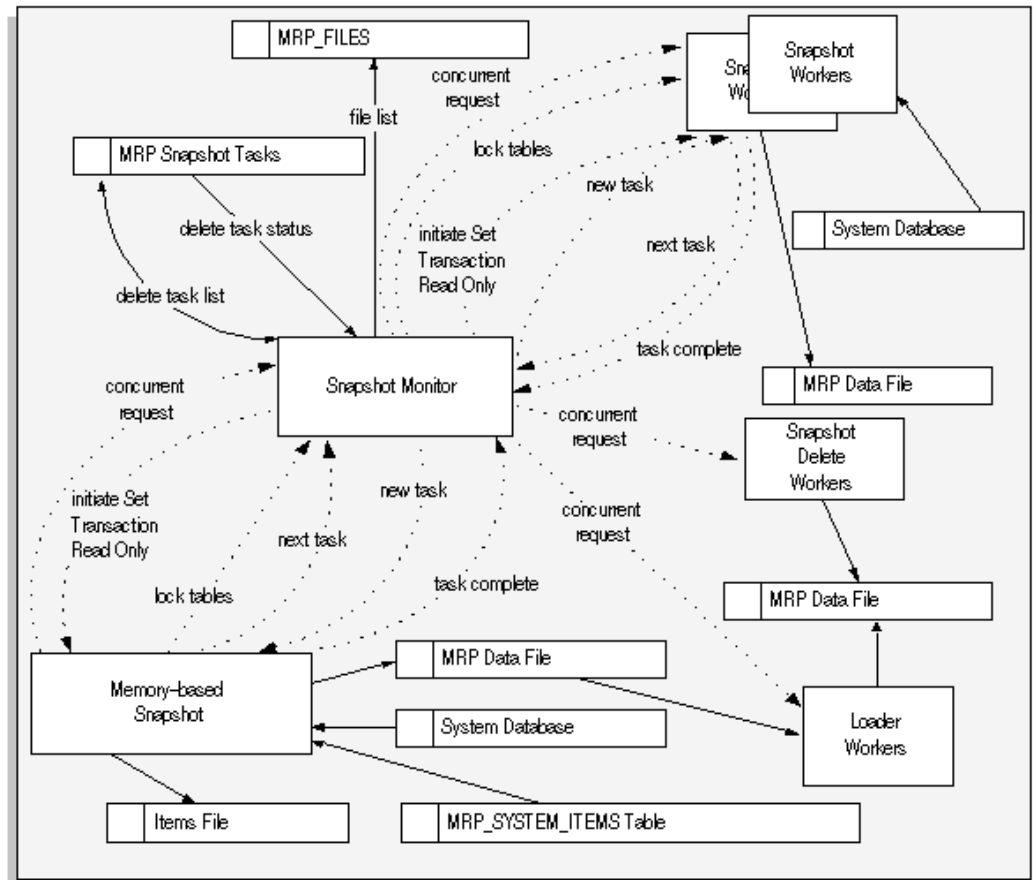 MRP_FILES
concurrent
request
file list
Snapshot
Workers
Sna
Wo
MRP Snapshot Tasks
lock tables
new task
delete task status
initiate Set
Transaction
Read Only
next task
System Database
delete task list
task complete
concurrent
request
Snapshot Monitor
MRP Data File
concurrent
request
Snapshot
Delete
Workers
initiate Set
Transaction
Read Only
new task
next task
concurrent
request
lock tables
task complete
MRP Data File
MRP Data File
Memory-based
Snapshot
System Database
Loader
Workers
Items File
MRP_SYSTEM_ITEMS Table